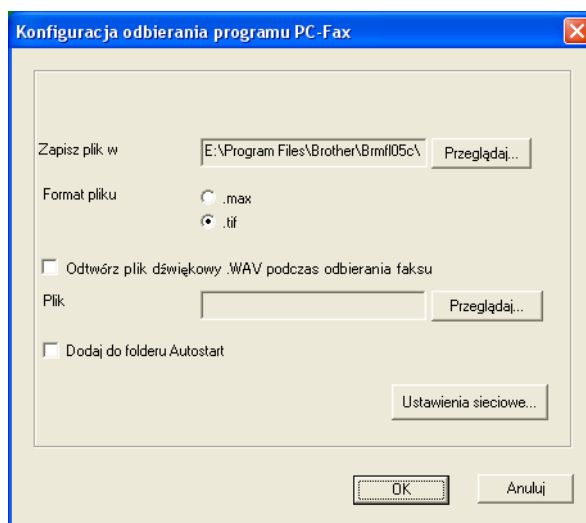 Konfiguracja odbierania programu PC-Fax
Zapisz plik w
E:\Program Files\Brother\Brmfl05c\
Przeglądaj...
Format pliku
.max
.tif
Odtwórz plik dźwiękowy .WAV podczas odbierania faksu
Plik
Przeglądaj...
Dodaj do folderu Autostart
Ustawienia sieciowe...
OK
Anuluj